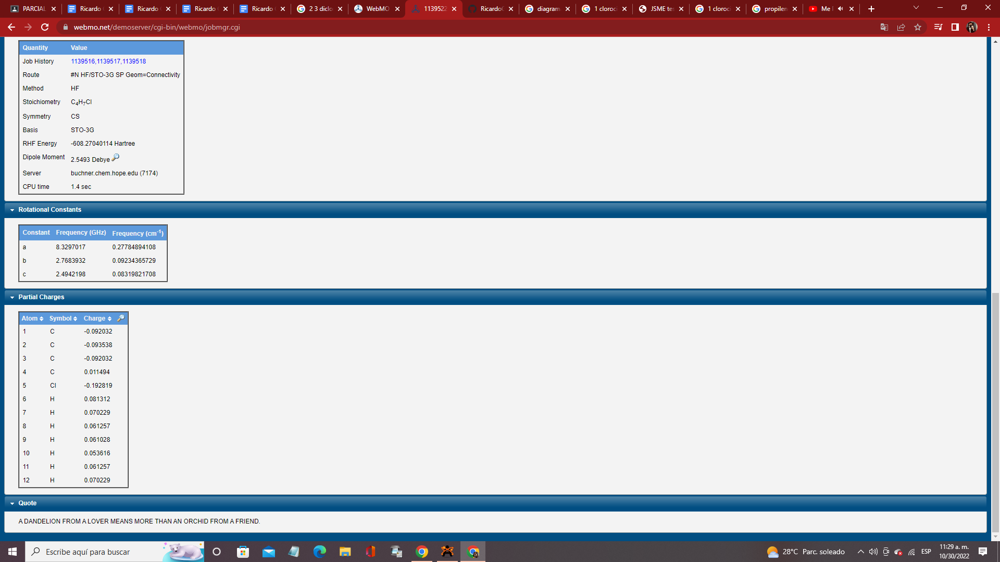 PARCIAL
Ricardo
Ricardo
Ricardo
Ricardo
2 3 diclo
WebMO
1139522
Ricardo
diagram
1 cloroci
JSME tes
1 cloroci
propilen
Me
webmo.net/demoserver/cgi-bin/webmo/jobmgr.cgi
Quantity Value
Job History 1139516,1139517,1139518
Route #N HF/STO-3G SP Geom=Connectivity
Method HF
Stoichiometry C4H7Cl
Symmetry CS
Basis STO-3G
RHF Energy -608.27040114 Hartree
Dipole Moment 2.5493 Debye
Server buchner.chem.hope.edu (7174)
CPU time 1.4 sec
Rotational Constants
Constant Frequency (GHz) Frequency (cm-1)
a 8.3297017 0.27784894108
b 2.7683932 0.09234365729
c 2.4942198 0.08319821708
Partial Charges
Atom Symbol Charge
1 C -0.092032
2 C -0.093538
3 C -0.092032
4 C 0.011494
5 Cl -0.192819
6 H 0.081312
7 H 0.070229
8 H 0.061257
9 H 0.061028
10 H 0.053616
11 H 0.061257
12 H 0.070229
Quote
A DANDELION FROM A LOVER MEANS MORE THAN AN ORCHID FROM A FRIEND.
Escribe aquí para buscar
28°C Parc. soleado
ESP
11:29 a. m.
10/30/2022